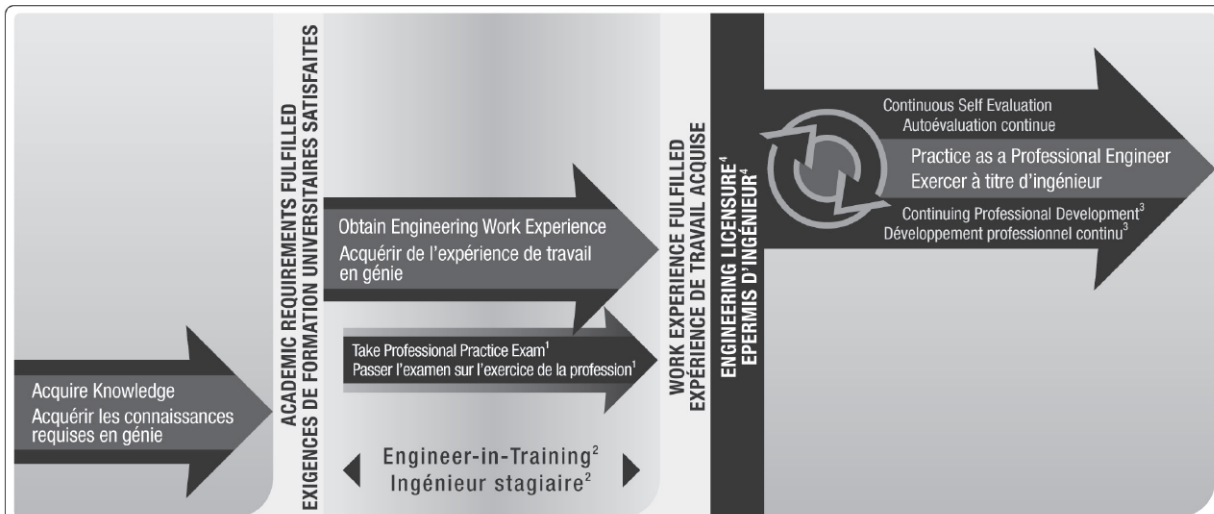 Acquire Knowledge
Acquérir les connaissances
requises en génie
ACADEMIC REQUIREMENTS FULFILLED
EXIGENCES DE FORMATION UNIVERSITAIRES SATISFAITES
Obtain Engineering Work Experience
Acquérir de l'expérience de travail
en génie
Take Professional Practice Exam¹
Passer l'examen sur l'exercice de la profession¹
Engineer-in-Training²
Ingénieur stagiaire²
WORK EXPERIENCE FULFILLED
EXPÉRIENCE DE TRAVAIL ACQUISE
ENGINEERING LICENSURE⁴
EPERMIS D'INGÉNIEUR⁴
Continuous Self Evaluation
Autoévaluation continue
Practice as a Professional Engineer
Exercer à titre d'ingénieur
Continuing Professional Development³
Développement professionnel continu³